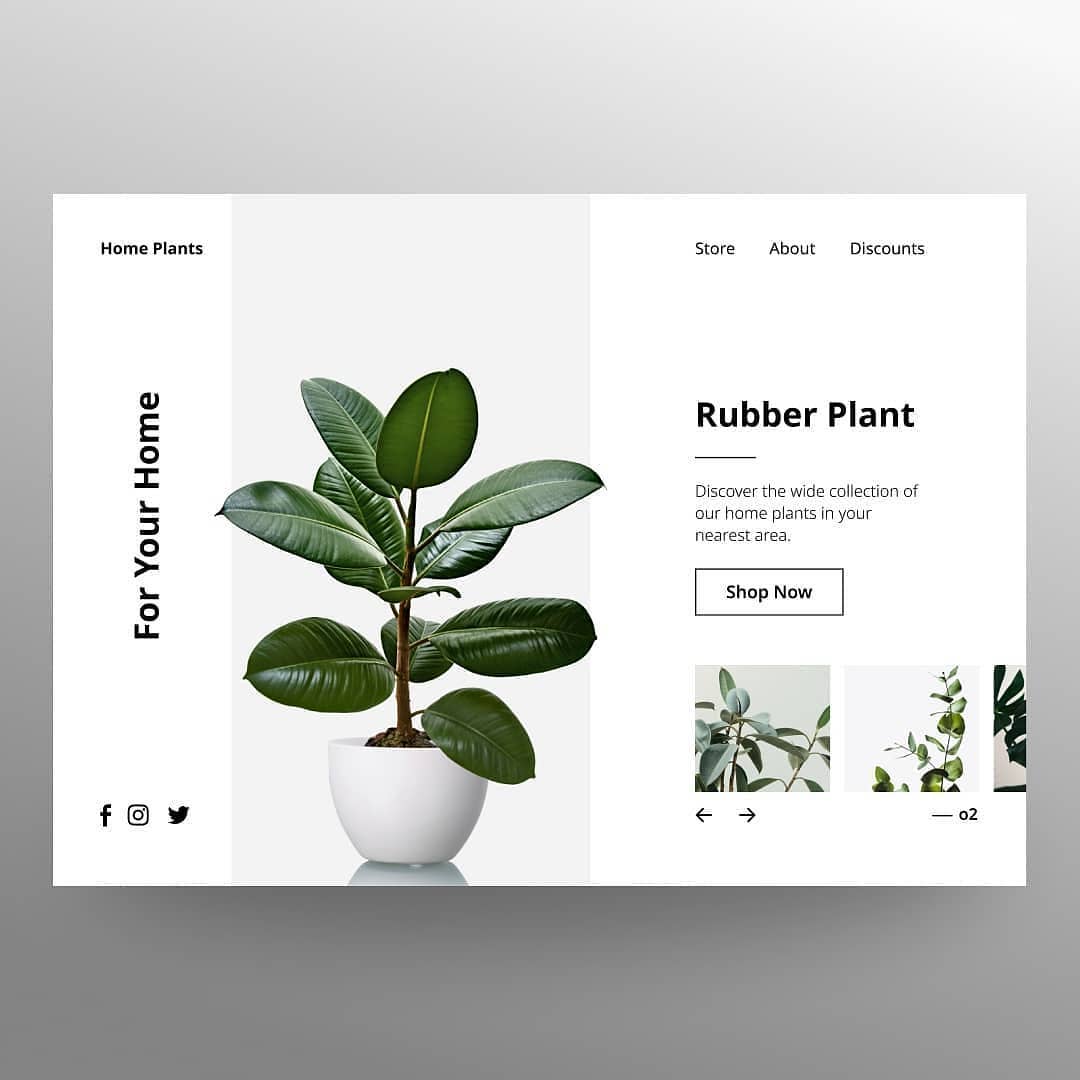 Home Plants
Store About Discounts
For Your Home
Rubber Plant
Discover the wide collection of
our home plants in your
nearest area.
Shop Now
02